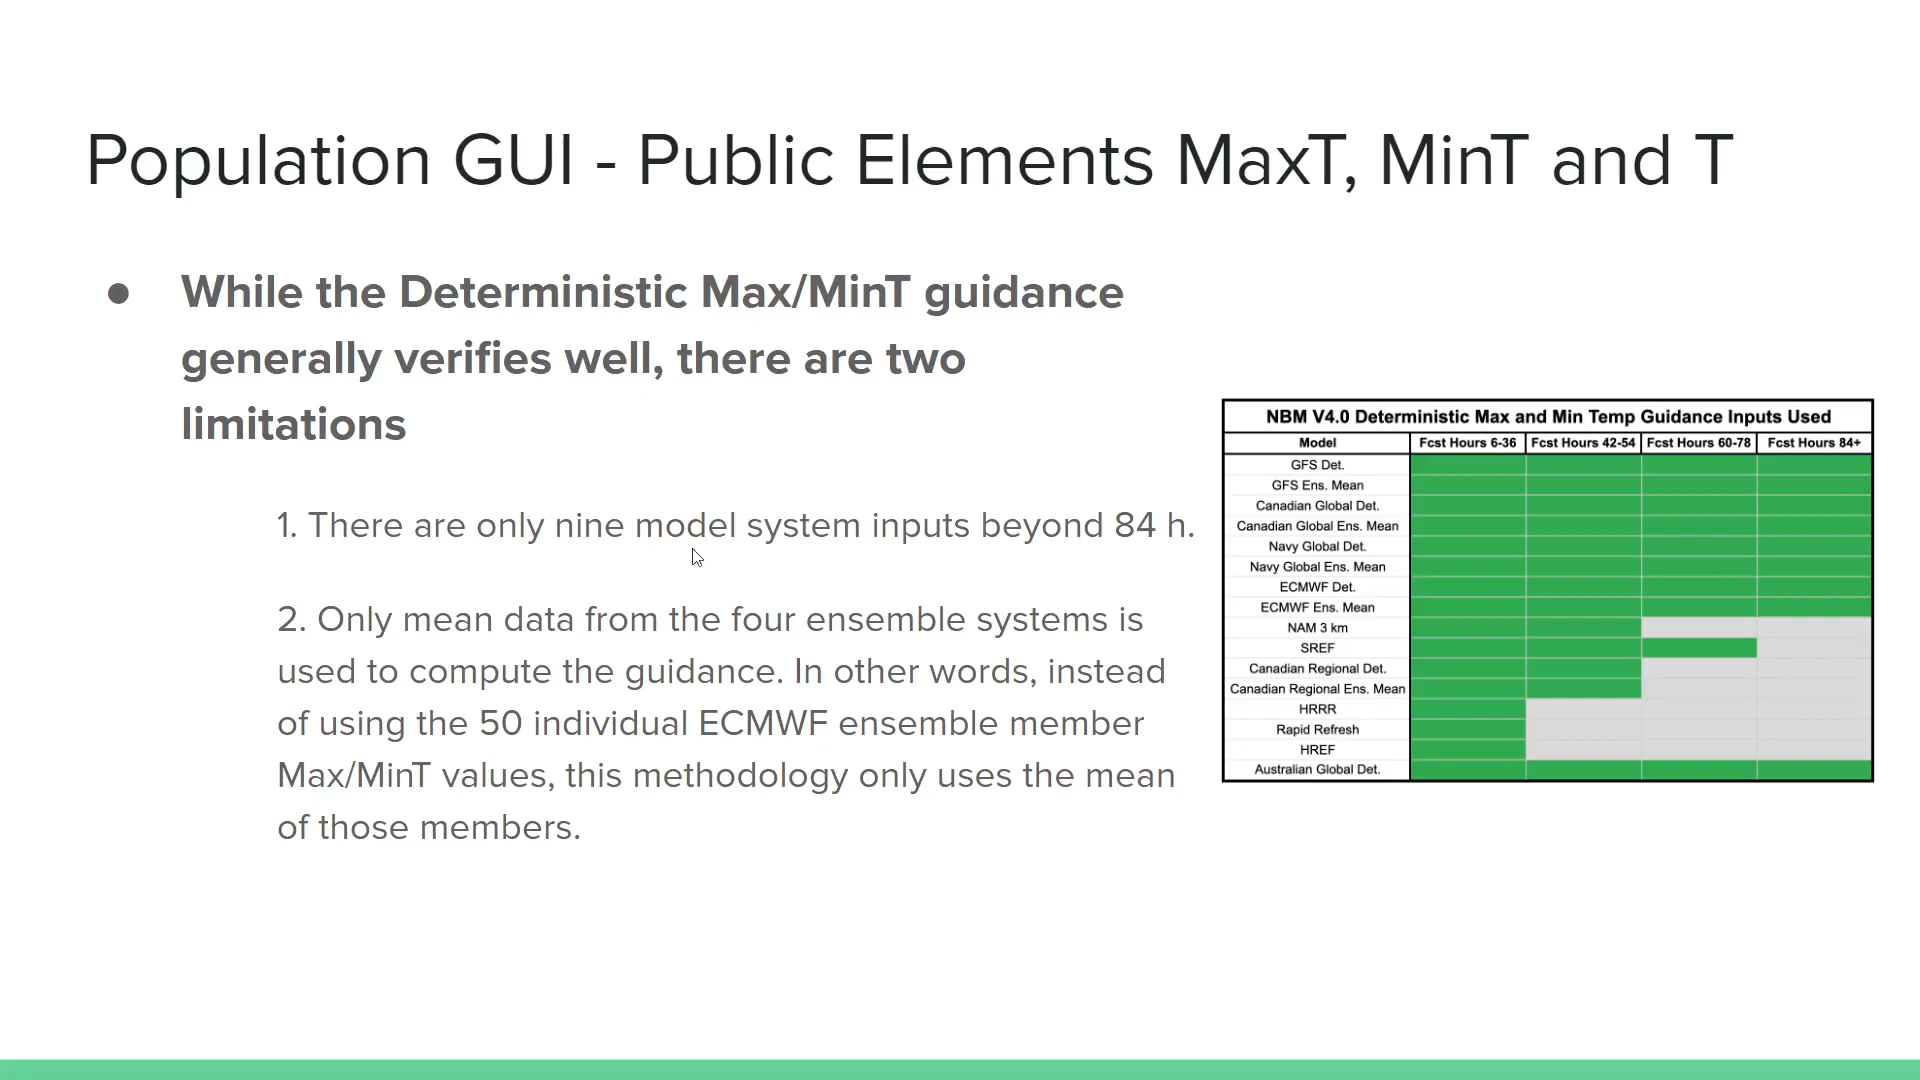 Population GUI - Public Elements MaxT, MinT and T
● While the Deterministic Max/MinT guidance
generally verifies well, there are two
limitations
1. There are only nine model system inputs beyond 84 h.
2. Only mean data from the four ensemble systems is
used to compute the guidance. In other words, instead
of using the 50 individual ECMWF ensemble member
Max/MinT values, this methodology only uses the mean
of those members.
NBM V4.0 Deterministic Max and Min Temp Guidance Inputs Used
Model Fcst Hours 6-36 Fcst Hours 42-54 Fcst Hours 60-78 Fcst Hours 84+
GFS Det.
GFS Ens. Mean
Canadian Global Det.
Canadian Global Ens. Mean
Navy Global Det.
Navy Global Ens. Mean
ECMWF Det.
ECMWF Ens. Mean
NAM 3 km
SREF
Canadian Regional Det.
Canadian Regional Ens. Mean
HRRR
Rapid Refresh
HREF
Australian Global Det.